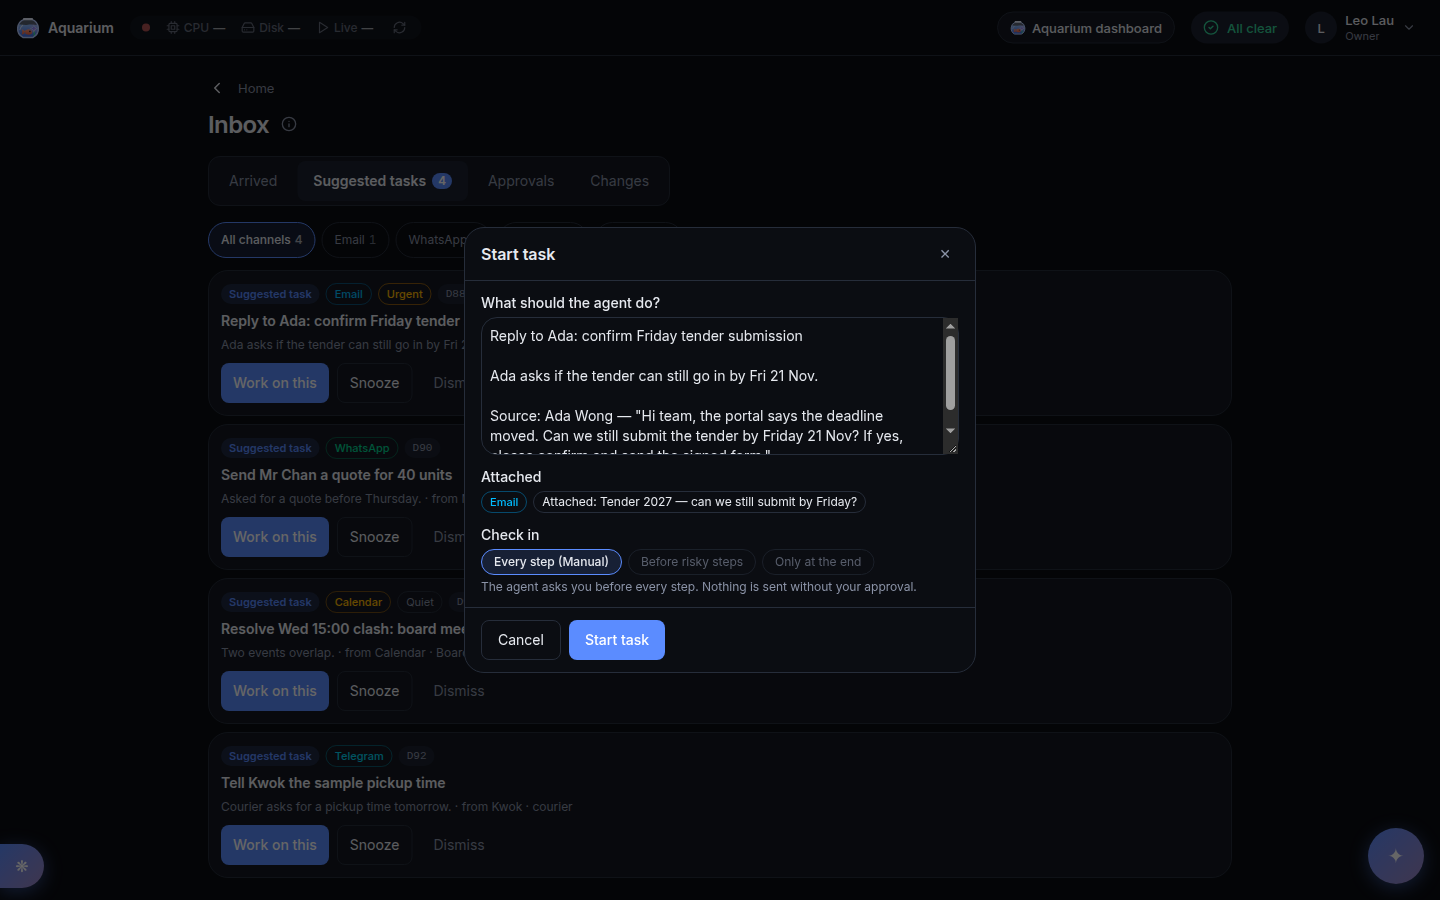 Aquarium
CPU —
Disk —
Live —
Aquarium dashboard
All clear
L
Leo Lau
Owner
Home
Inbox
Arrived
Suggested tasks 4
Approvals
Changes
All channels 4
Email 1
WhatsApp
Suggested task
Email
Urgent
Reply to Ada: confirm Friday tender
Ada asks if the tender can still go in by Fri
Work on this
Snooze
Suggested task
WhatsApp
D90
Send Mr Chan a quote for 40 units
Asked for a quote before Thursday. · from
Work on this
Snooze
Suggested task
Calendar
Quiet
Resolve Wed 15:00 clash: board
Two events overlap. · from Calendar ·
Work on this
Snooze
Dismiss
Suggested task
Telegram
D92
Tell Kwok the sample pickup time
Courier asks for a pickup time tomorrow. · from Kwok · courier
Work on this
Snooze
Dismiss
Start task
What should the agent do?
Reply to Ada: confirm Friday tender submission
Ada asks if the tender can still go in by Fri 21 Nov.
Source: Ada Wong — "Hi team, the portal says the deadline
moved. Can we still submit the tender by Friday 21 Nov? If yes,
please confirm and send the signed form."
Attached
Email
Attached: Tender 2027 — can we still submit by Friday?
Check in
Every step (Manual)
Before risky steps
Only at the end
The agent asks you before every step. Nothing is sent without your approval.
Cancel
Start task